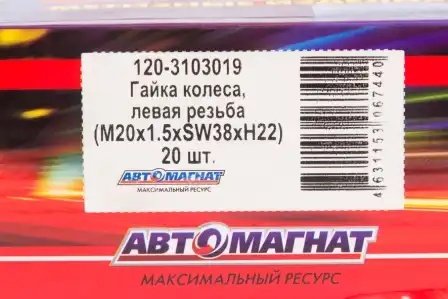 120-3103019
Гайка колеса,
левая резьба
(M20x1.5xSW38xH22)
20 шт.
АВТОМАГНАТ
МАКСИМАЛЬНЫЙ РЕСУРС
4631153067440
АВТОМАГНАТ
МАКСИМАЛЬНЫЙ РЕСУРС